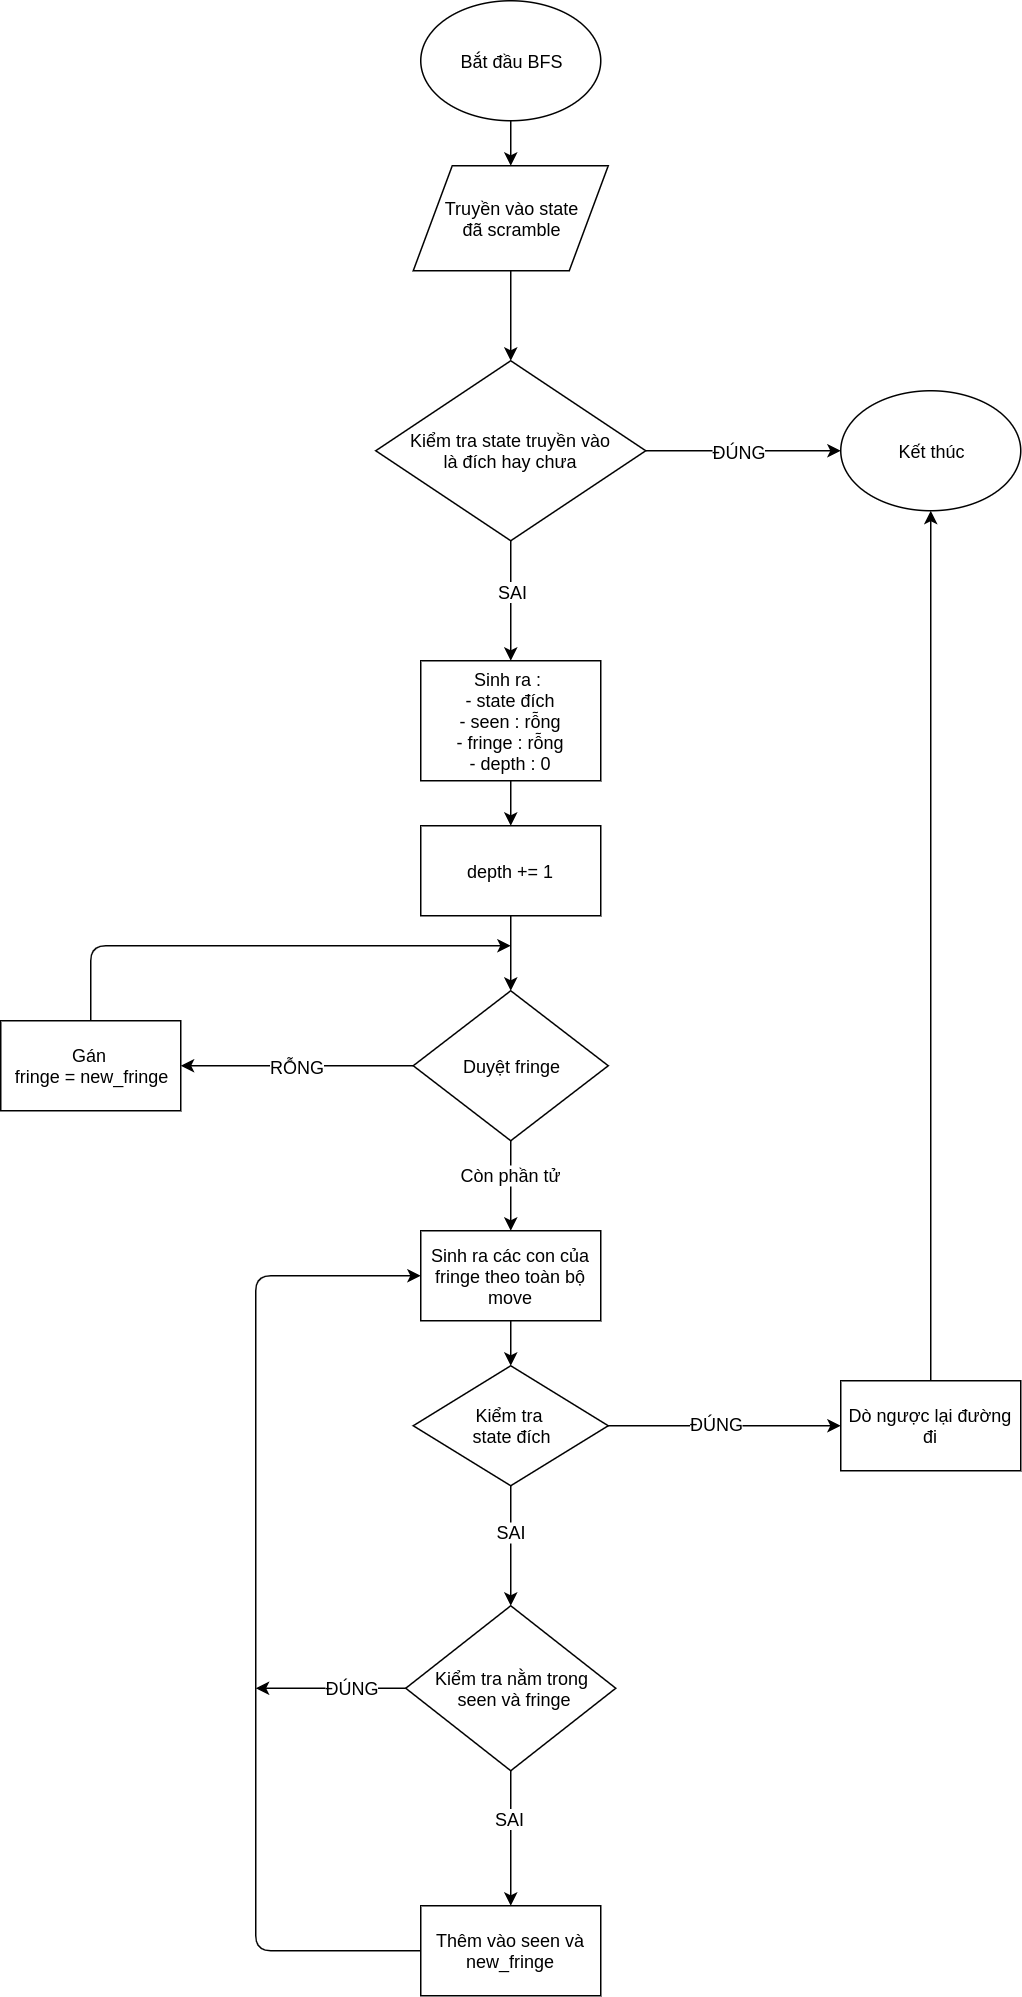 Bắt đầu BFS
Truyền vào state
đã scramble
Kiểm tra state truyền vào
là đích hay chưa
ĐÚNG
Kết thúc
SAI
Sinh ra :
- state đích
- seen : rỗng
- fringe : rỗng
- depth : 0
depth += 1
Gán
fringe = new_fringe
RỖNG
Duyệt fringe
Còn phần tử
Sinh ra các con của
fringe theo toàn bộ
move
Kiểm tra
state đích
ĐÚNG
Dò ngược lại đường
đi
SAI
Kiểm tra nằm trong
seen và fringe
ĐÚNG
SAI
Thêm vào seen và
new_fringe